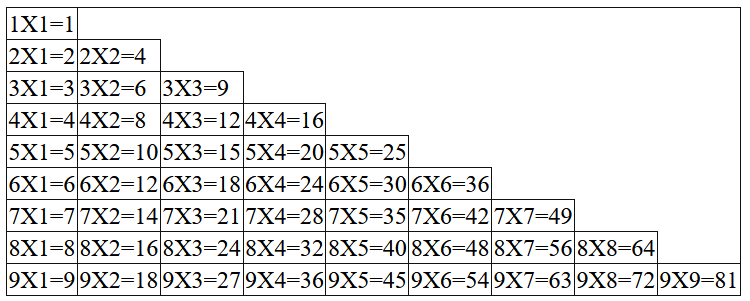 1X1=1
2X1=2 2X2=4
3X1=3 3X2=6 3X3=9
4X1=4 4X2=8 4X3=12 4X4=16
5X1=5 5X2=10 5X3=15 5X4=20 5X5=25
6X1=6 6X2=12 6X3=18 6X4=24 6X5=30 6X6=36
7X1=7 7X2=14 7X3=21 7X4=28 7X5=35 7X6=42 7X7=49
8X1=8 8X2=16 8X3=24 8X4=32 8X5=40 8X6=48 8X7=56 8X8=64
9X1=9 9X2=18 9X3=27 9X4=36 9X5=45 9X6=54 9X7=63 9X8=72 9X9=81